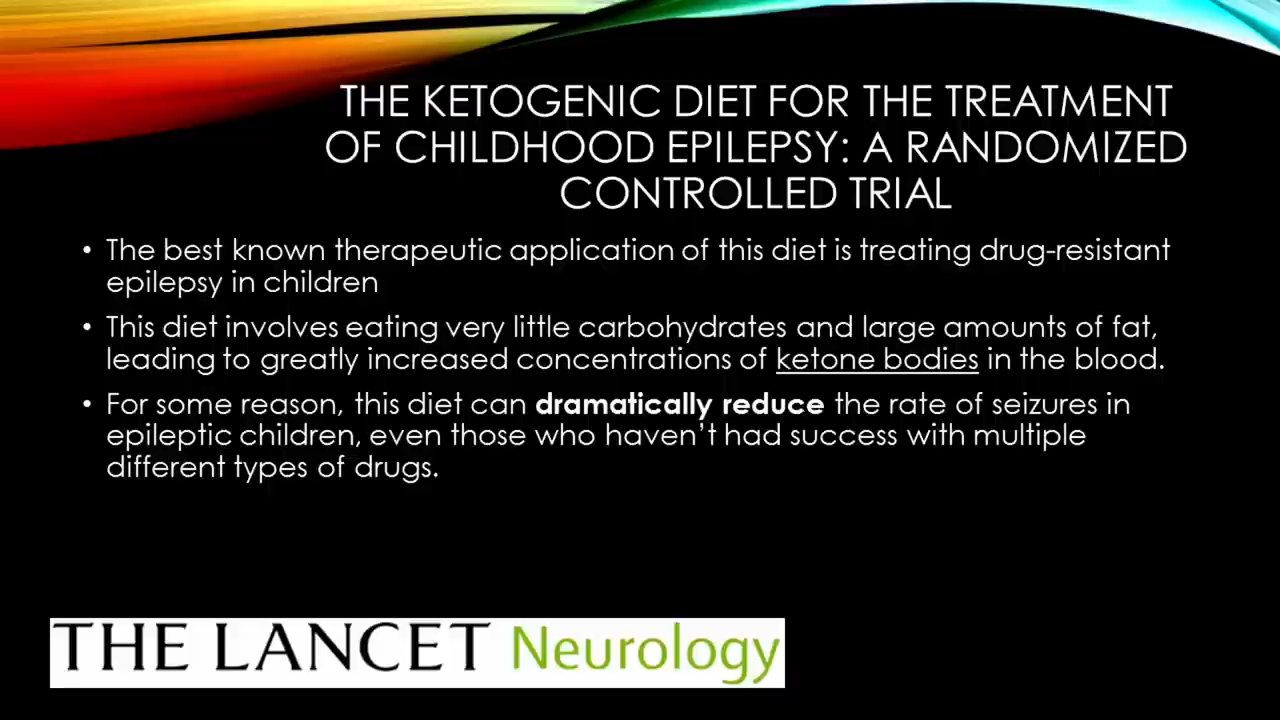 THE KETOGENIC DIET FOR THE TREATMENT
OF CHILDHOOD EPILEPSY: A RANDOMIZED
CONTROLLED TRIAL
• The best known therapeutic application of this diet is treating drug-resistant
epilepsy in children
• This diet involves eating very little carbohydrates and large amounts of fat,
leading to greatly increased concentrations of ketone bodies in the blood.
• For some reason, this diet can dramatically reduce the rate of seizures in
epileptic children, even those who haven't had success with multiple
different types of drugs.
THE LANCET Neurology